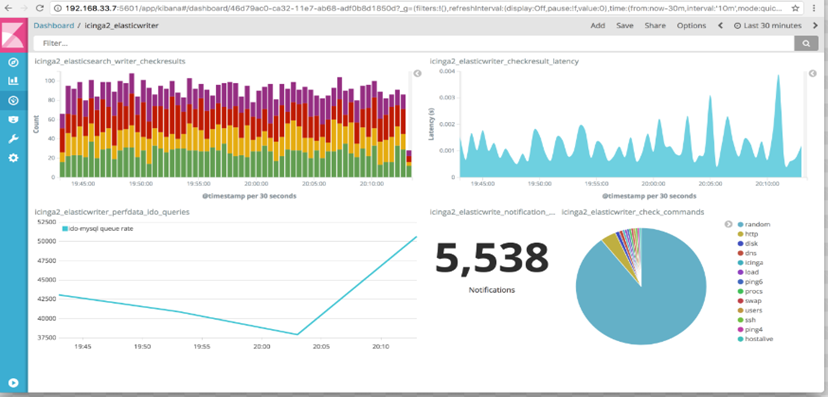 192.168.33.7:5601/app/kibana#/dashboard/46d79ac0-ca32-11e7-ab68-adf0b8d1850d?_g=(filters:!(),refreshInterval:(display:Off,pause:!f,value:0),time:(from:now-30m,interval:'10m',mode:quic...
Dashboard / icinga2_elasticwriter
Add Save Share Options Last 30 minutes
Filter...
icinga2_elasticsearch_writer_checkresults
100
80
60
40
20
0
Count
19:45:00 19:50:00 19:55:00 20:00:00 20:05:00 20:10:00
@timestamp per 30 seconds
icinga2_elasticwriter_checkresult_latency
0.004
0.003
0.002
0.001
0
Latency (s)
19:45:00 19:50:00 19:55:00 20:00:00 20:05:00 20:10:00
@timestamp per 30 seconds
icinga2_elasticwriter_perfdata_ido_queries
52500
50000
47500
45000
42500
40000
37500
ido-mysql queue rate
19:45 19:50 19:55 20:00 20:05 20:10
icinga2_elasticwrite_notification_...
5,538
Notifications
icinga2_elasticwriter_check_commands
random
http
disk
dns
icinga
load
ping6
procs
swap
users
ssh
ping4
hostalive